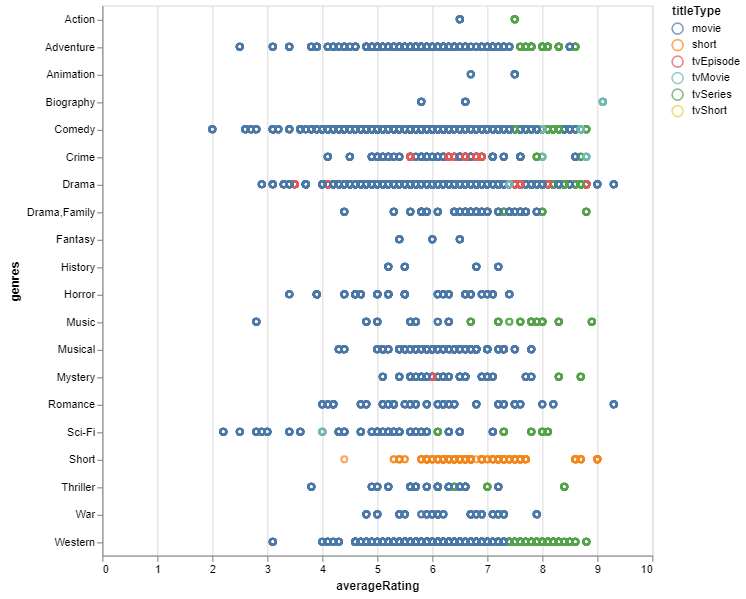 titleType
movie
short
tvEpisode
tvMovie
tvSeries
tvShort
genres
Action
Adventure
Animation
Biography
Comedy
Crime
Drama
Drama,Family
Fantasy
History
Horror
Music
Musical
Mystery
Romance
Sci-Fi
Short
Thriller
War
Western
0 1 2 3 4 5 6 7 8 9 10
averageRating